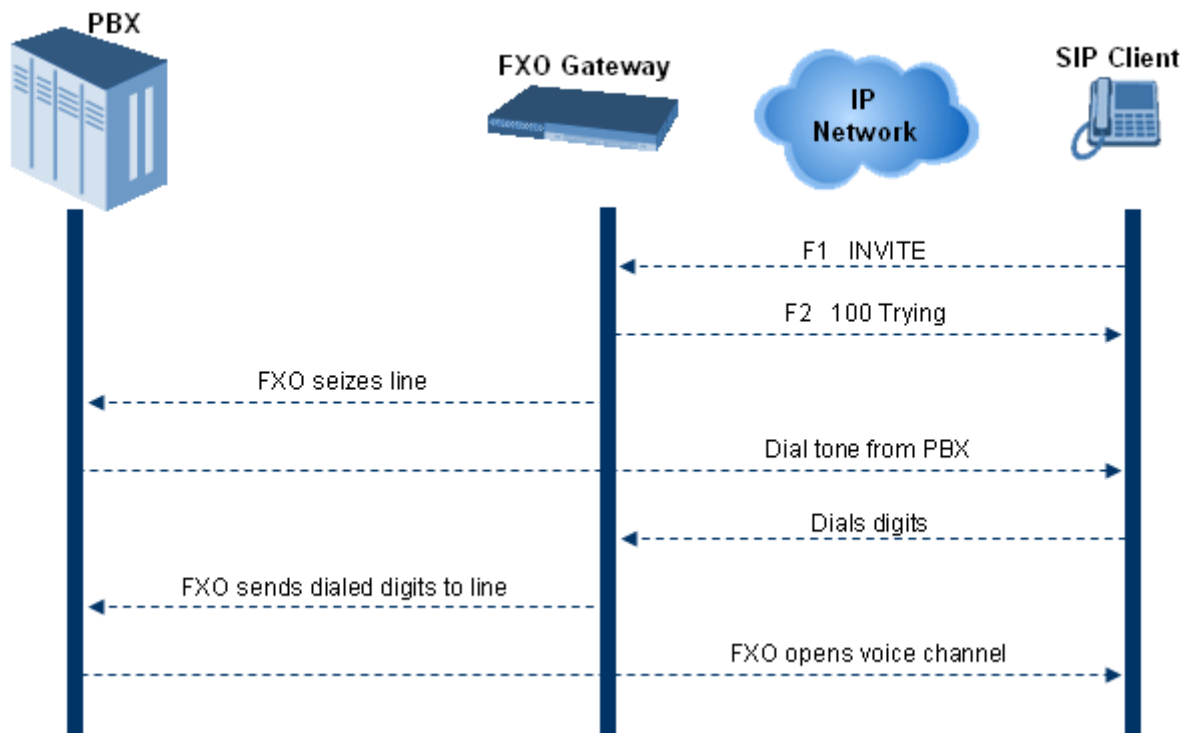 PBX
FXO Gateway
IP
Network
SIP Client
F1 INVITE
F2 100 Trying
FXO seizes line
Dial tone from PBX
Dials digits
FXO sends dialed digits to line
FXO opens voice channel